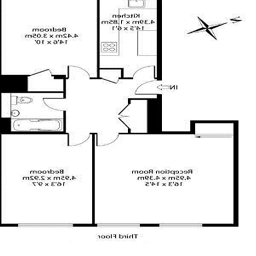 Kitchen
4.39m x 1.85m
14'5 x 6'1
Bedroom
4.42m x 3.05m
14'6 x 10'
IN
Bedroom
4.95m x 2.92m
16'3 x 9'7
Reception Room
4.95m x 4.39m
16'3 x 14'5
Third Floor